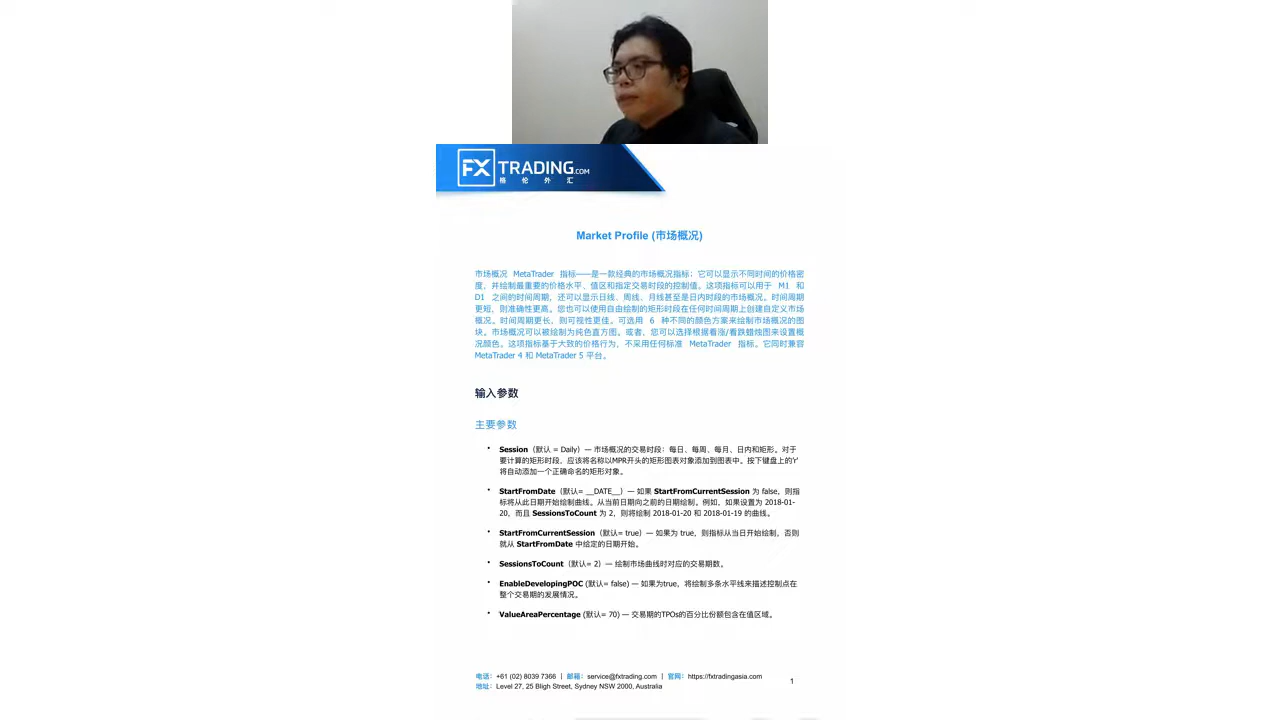 FX TRADING.COM
格 伦 外 汇
Market Profile (市场概况)
市场概况 MetaTrader 指标——是一款经典的市场概况指标；它可以显示不同时间的价格密
度，并绘制最重要的价格水平、值区和指定交易时段的控制值。这项指标可以用于 M1 和
D1 之间的时间周期，还可以显示日线、周线、月线甚至是日内时段的市场概况。时间周期
更短，则准确性更高。您也可以使用自由绘制的矩形时段在任何时间周期上创建自定义市场
概况。时间周期更长，则可视性更佳。可选用 6 种不同的颜色方案来绘制市场概况的图
块。市场概况可以被绘制为纯色直方图。或者，您可以选择根据看涨/看跌蜡烛图来设置概
况颜色。这项指标基于大致的价格行为，不采用任何标准 MetaTrader 指标。它同时兼容
MetaTrader 4 和 MetaTrader 5 平台。
输入参数
主要参数
• Session（默认 = Daily）— 市场概况的交易时段：每日、每周、每月、日内和矩形。对于
要计算的矩形时段，应该将名称以MPR开头的矩形图表对象添加到图表中。按下键盘上的'r'
将自动添加一个正确命名的矩形对象。
• StartFromDate（默认= __DATE__）— 如果 StartFromCurrentSession 为 false，则指
标将从此日期开始绘制曲线。从当前日期向之前的日期绘制。例如，如果设置为 2018-01-
20，而且 SessionsToCount 为 2，则将绘制 2018-01-20 和 2018-01-19 的曲线。
• StartFromCurrentSession（默认= true）— 如果为 true，则指标从当日开始绘制，否则
就从 StartFromDate 中给定的日期开始。
• SessionsToCount（默认= 2）— 绘制市场曲线时对应的交易期数。
• EnableDevelopingPOC (默认= false) — 如果为true，将绘制多条水平线来描述控制点在
整个交易期的发展情况。
• ValueAreaPercentage (默认= 70) — 交易期的TPOs的百分比份额包含在值区域。
电话：+61 (02) 8039 7366 | 邮箱：service@fxtrading.com | 官网：https://fxtradingasia.com
地址：Level 27, 25 Bligh Street, Sydney NSW 2000, Australia
1